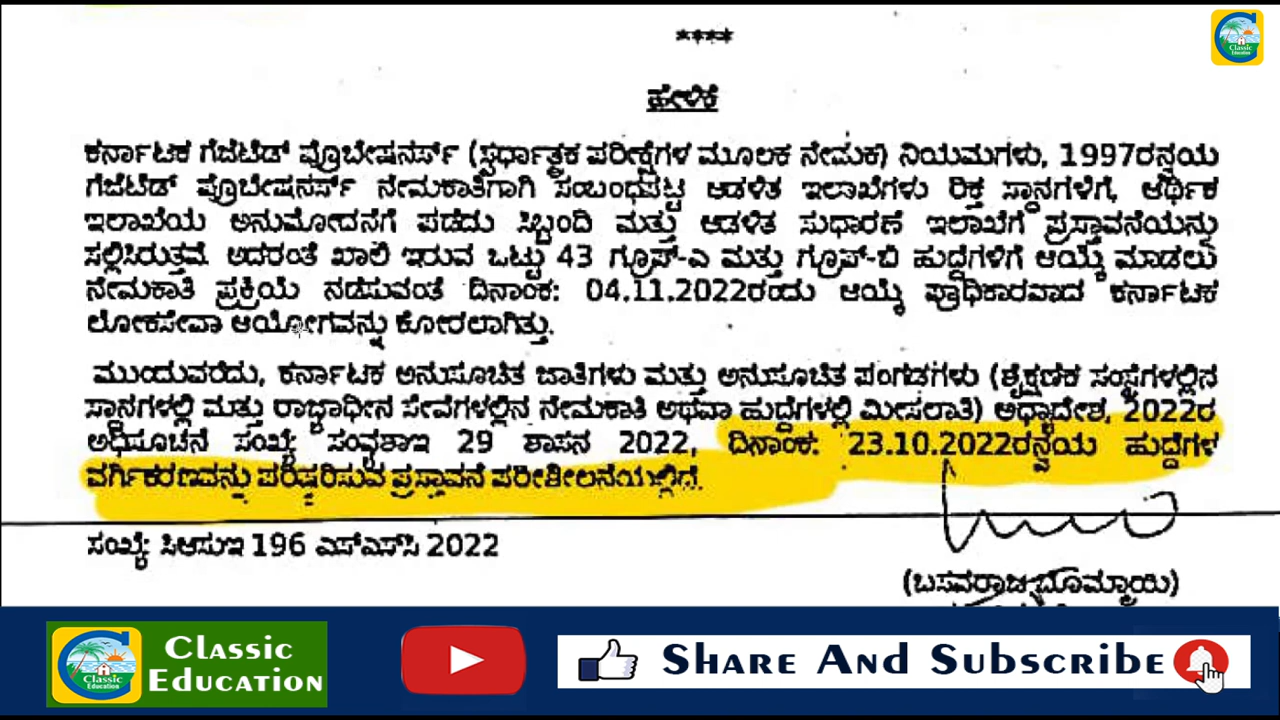 ****
ಹೇಳಿಕೆ
ಕರ್ನಾಟಕ ಗೆಜೆಟೆಡ್ ಪ್ರೊಬೇಷನರ್ಸ್ (ಸ್ಪರ್ಧಾತ್ಮಕ ಪರೀಕ್ಷೆಗಳ ಮೂಲಕ ನೇಮಕ) ನಿಯಮಗಳು, 1997ರನ್ವಯ
ಗೆಜೆಟೆಡ್ ಪ್ರೊಬೇಷನರ್ಸ್ ನೇಮಕಾತಿಗಾಗಿ ಸಂಬಂಧಪಟ್ಟ ಆಡಳಿತ ಇಲಾಖೆಗಳು ರಿಕ್ತ ಸ್ಥಾನಗಳಿಗೆ, ಆರ್ಥಿಕ
ಇಲಾಖೆಯ ಅನುಮೋದನೆಗೆ ಪಡೆದು ಸಿಬ್ಬಂದಿ ಮತ್ತು ಆಡಳಿತ ಸುಧಾರಣೆ ಇಲಾಖೆಗೆ ಪ್ರಸ್ತಾವನೆಯನ್ನು
ಸಲ್ಲಿಸಿರುತ್ತವೆ. ಅದರಂತೆ ಖಾಲಿ ಇರುವ ಒಟ್ಟು 43 ಗ್ರೂಪ್-ಎ ಮತ್ತು ಗ್ರೂಪ್-ಬಿ ಹುದ್ದೆಗಳಿಗೆ ಆಯ್ಕೆ ಮಾಡಲು
ನೇಮಕಾತಿ ಪ್ರಕ್ರಿಯೆ ನಡೆಸುವಂತೆ ದಿನಾಂಕ: 04.11.2022ರಂದು ಆಯ್ಕೆ ಪ್ರಾಧಿಕಾರವಾದ ಕರ್ನಾಟಕ
ಲೋಕಸೇವಾ ಆಯೋಗವನ್ನು ಕೋರಲಾಗಿತ್ತು.
ಮುಂದುವರೆದು, ಕರ್ನಾಟಕ ಅನುಸೂಚಿತ ಜಾತಿಗಳು ಮತ್ತು ಅನುಸೂಚಿತ ಪಂಗಡಗಳು (ಶೈಕ್ಷಣಿಕ ಸಂಸ್ಥೆಗಳಲ್ಲಿನ
ಸ್ಥಾನಗಳಲ್ಲಿ ಮತ್ತು ರಾಜ್ಯಾಧೀನ ಸೇವೆಗಳಲ್ಲಿನ ನೇಮಕಾತಿ ಅಥವಾ ಹುದ್ದೆಗಳಲ್ಲಿ ಮೀಸಲಾತಿ) ಅಧ್ಯಾದೇಶ, 2022ರ
ಅಧಿಸೂಚನೆ ಸಂಖ್ಯೆ ಸಂವ್ಯಶಾಇ 29 ಶಾಸನ 2022, ದಿನಾಂಕ: 23.10.2022ರನ್ವಯ ಹುದ್ದೆಗಳ
ವರ್ಗಿಕರಣವನ್ನು ಪರಿಷ್ಕರಿಸುವ ಪ್ರಸ್ತಾವನೆ ಪರಿಶೀಲನೆಯಲ್ಲಿದೆ.
ಸಂಖ್ಯೆ: ಸಿಆಸುಇ 196 ಎಸ್‌ಎಸ್‌ಸಿ 2022
(ಬಸವರಾಜ ಬೊಮ್ಮಾಯಿ)
Classic Education
Share And Subscribe